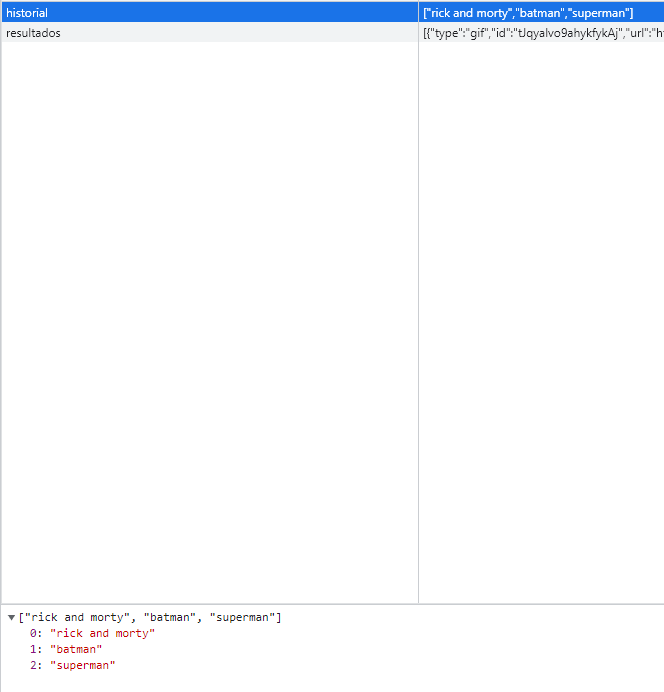 historial ["rick and morty","batman","superman"]
resultados [{"type":"gif","id":"tJqyalvo9ahykfykAj","url":"h
["rick and morty", "batman", "superman"]
0: "rick and morty"
1: "batman"
2: "superman"